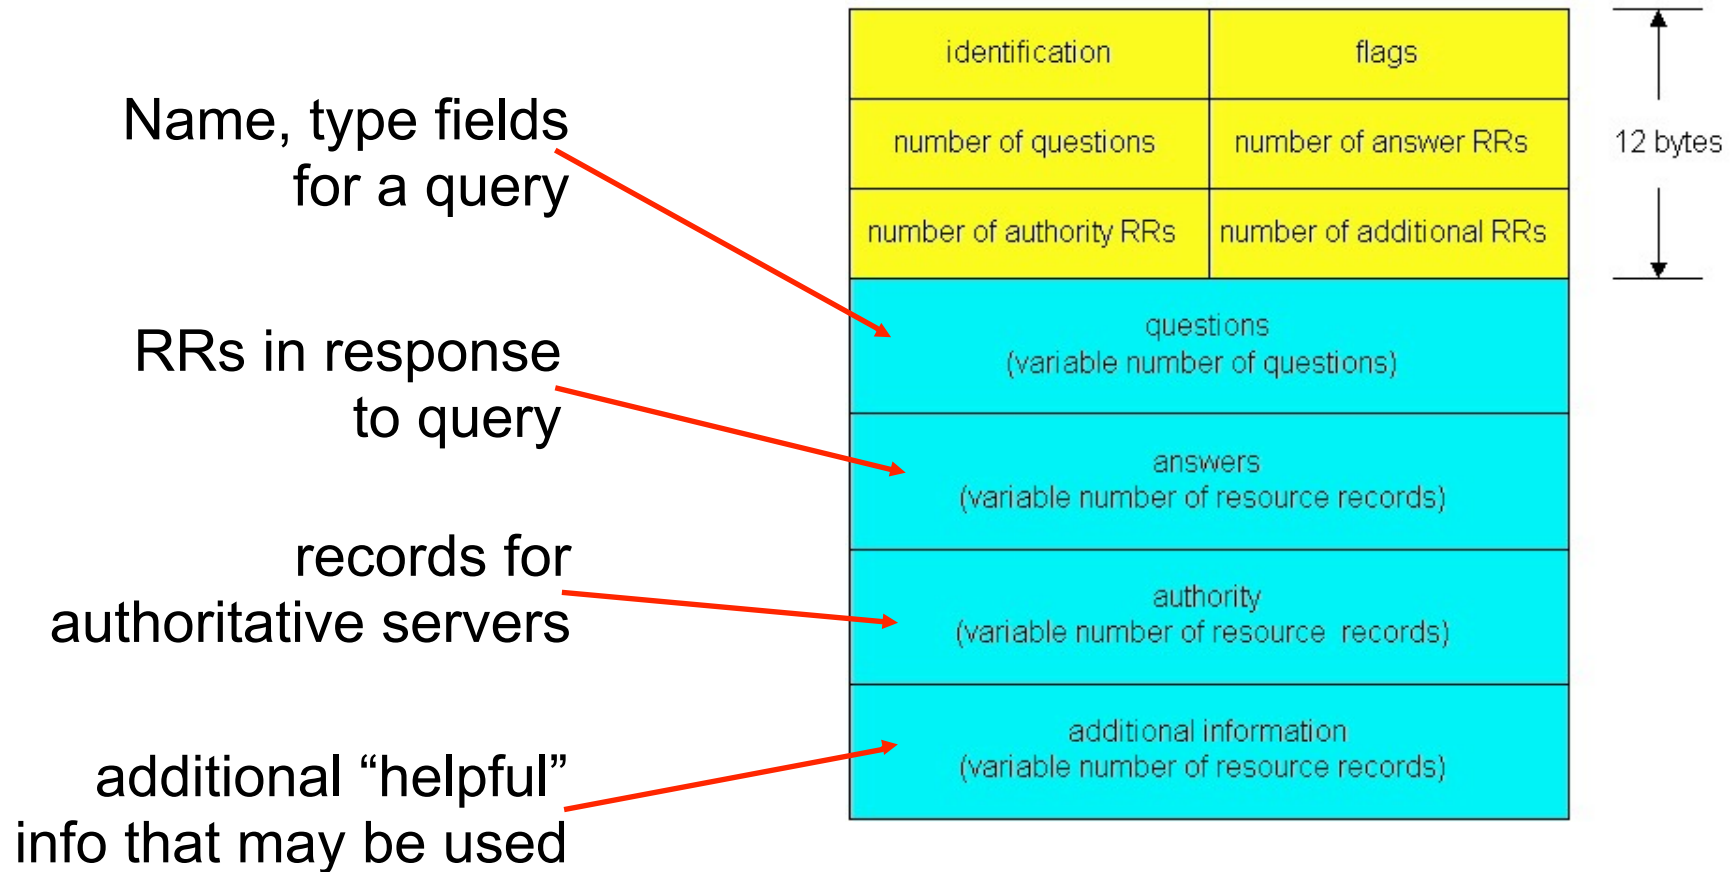 identification
flags
number of questions
number of answer RRs
number of authority RRs
number of additional RRs
12 bytes
Name, type fields
for a query
questions
(variable number of questions)
RRs in response
to query
answers
(variable number of resource records)
records for
authoritative servers
authority
(variable number of resource records)
additional “helpful”
info that may be used
additional information
(variable number of resource records)